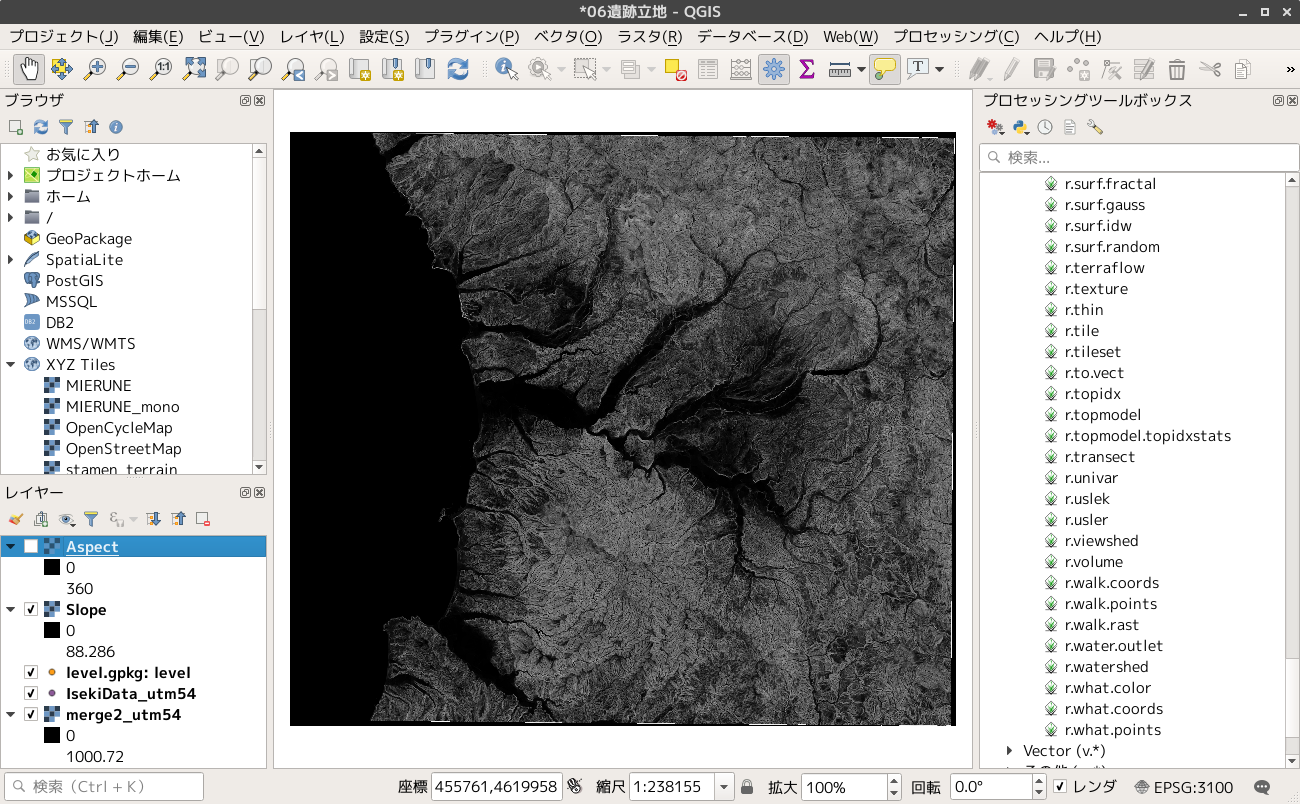 *06遺跡立地 - QGIS
プロジェクト(J) 編集(E) ビュー(V) レイヤ(L) 設定(S) プラグイン(P) ベクタ(O) ラスタ(R) データベース(D) Web(W) プロセッシング(C) ヘルプ(H)
1:1
T
»
ブラウザ
お気に入り
プロジェクトホーム
ホーム
/
GeoPackage
SpatiaLite
PostGIS
MSSQL
DB2
WMS/WMTS
XYZ Tiles
MIERUNE
MIERUNE_mono
OpenCycleMap
OpenStreetMap
stamen_terrain
レイヤー
Aspect
0
360
Slope
0
88.286
level.gpkg: level
IsekiData_utm54
merge2_utm54
0
1000.72
プロセッシングツールボックス
検索...
r.surf.fractal
r.surf.gauss
r.surf.idw
r.surf.random
r.terraflow
r.texture
r.thin
r.tile
r.tileset
r.to.vect
r.topidx
r.topmodel
r.topmodel.topidxstats
r.transect
r.univar
r.uslek
r.usler
r.viewshed
r.volume
r.walk.coords
r.walk.points
r.walk.rast
r.water.outlet
r.watershed
r.what.color
r.what.coords
r.what.points
Vector (v.*)
検索 (Ctrl + K) 座標 455761,4619958 縮尺 1:238155 拡大 100% 回転 0.0° レンダ EPSG:3100